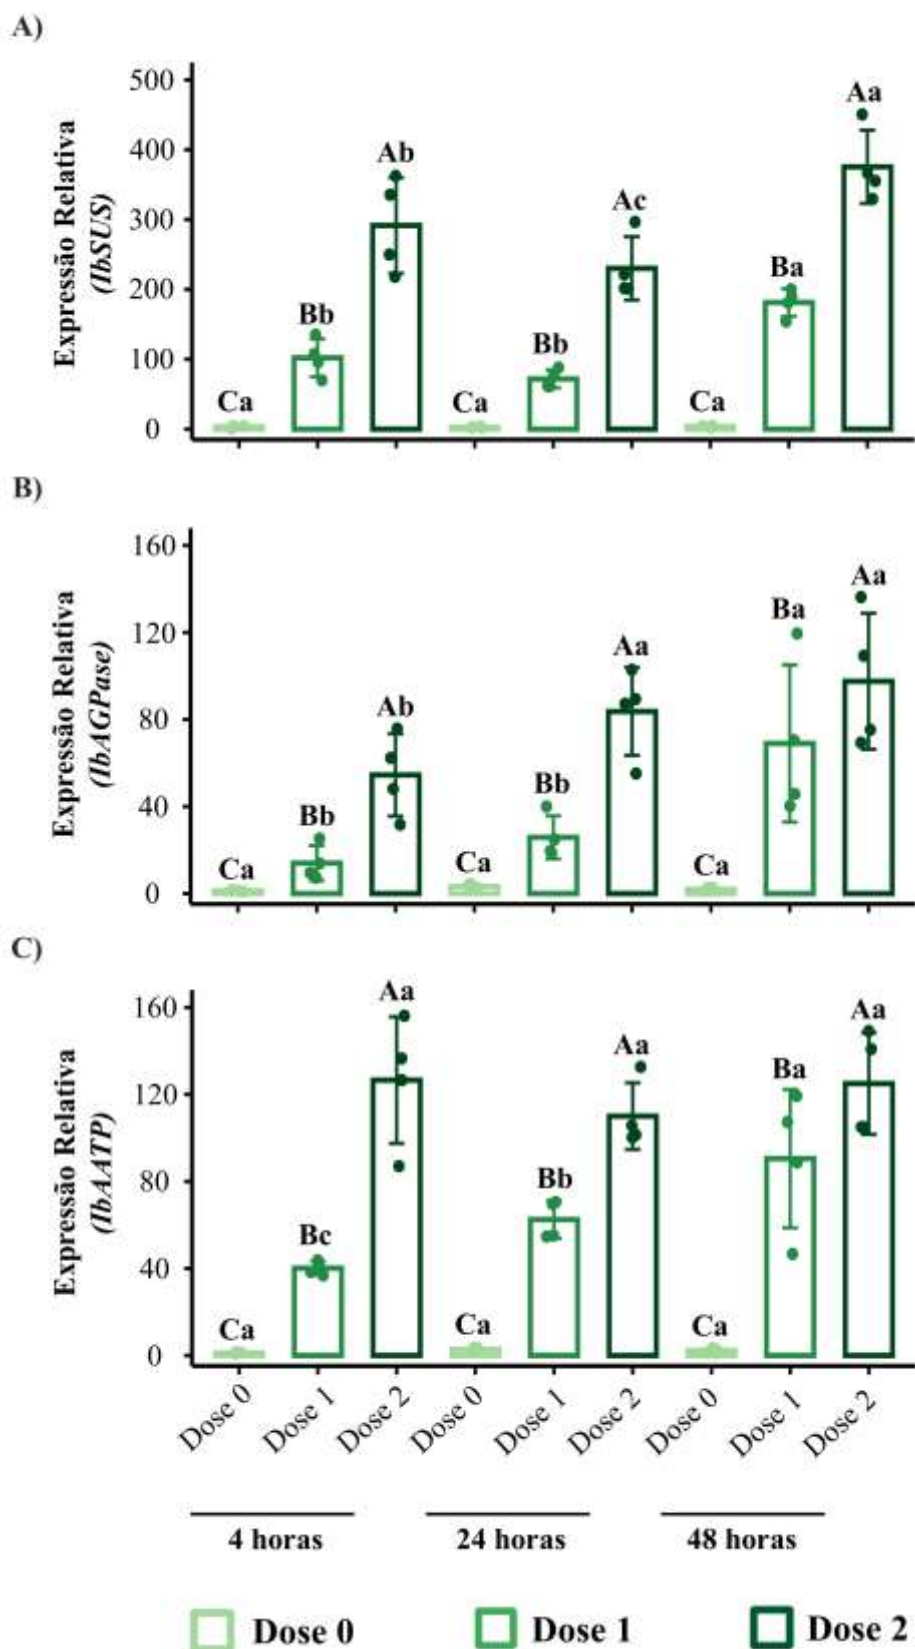 A)
Expressão Relativa
(IbSUS)
500
400
300
200
100
0
Ca
Bb
Ab
Ca
Bb
Ac
Ca
Ba
Aa
B)
Expressão Relativa
(IbAGPase)
160
120
80
40
0
Ca
Bb
Ab
Ca
Bb
Aa
Ca
Ba
Aa
C)
Expressão Relativa
(IbAATP)
160
120
80
40
0
Ca
Bc
Aa
Ca
Bb
Aa
Ca
Ba
Aa
Dose 0
Dose 1
Dose 2
Dose 0
Dose 1
Dose 2
Dose 0
Dose 1
Dose 2
4 horas
24 horas
48 horas
Dose 0
Dose 1
Dose 2